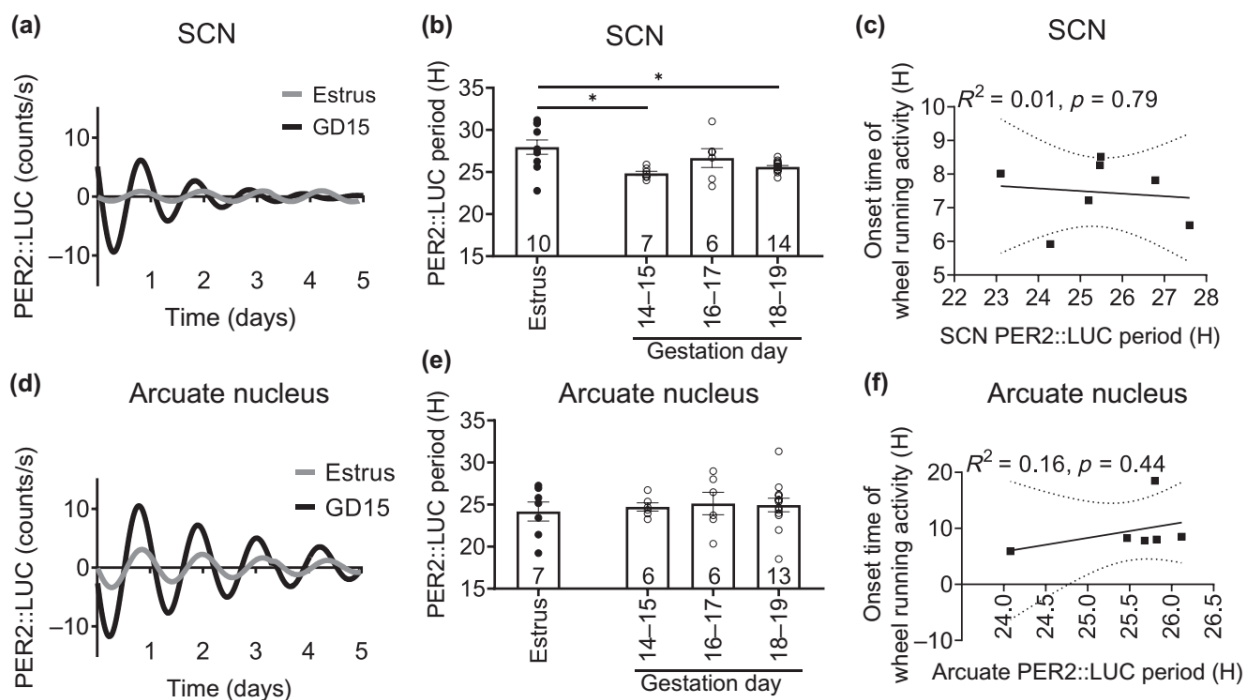 (a)
SCN
Estrus
GD15
PER2::LUC (counts/s)
10
0
–10
1 2 3 4 5
Time (days)
(b)
SCN
*
*
PER2::LUC period (H)
35
30
25
20
15
10 7 6 14
Estrus
14–15
16–17
18–19
Gestation day
(c)
SCN
R² = 0.01, p = 0.79
Onset time of
wheel running activity (H)
10
9
8
7
6
5
22 23 24 25 26 27 28
SCN PER2::LUC period (H)
(d)
Arcuate nucleus
Estrus
GD15
PER2::LUC (counts/s)
10
0
–10
1 2 3 4 5
Time (days)
(e)
Arcuate nucleus
PER2::LUC period (H)
35
30
25
20
15
7 6 6 13
Estrus
14–15
16–17
18–19
Gestation day
(f)
Arcuate nucleus
R² = 0.16, p = 0.44
Onset time of
wheel running activity (H)
20
10
0
–10
24.0 24.5 25.0 25.5 26.0 26.5
Arcuate PER2::LUC period (H)